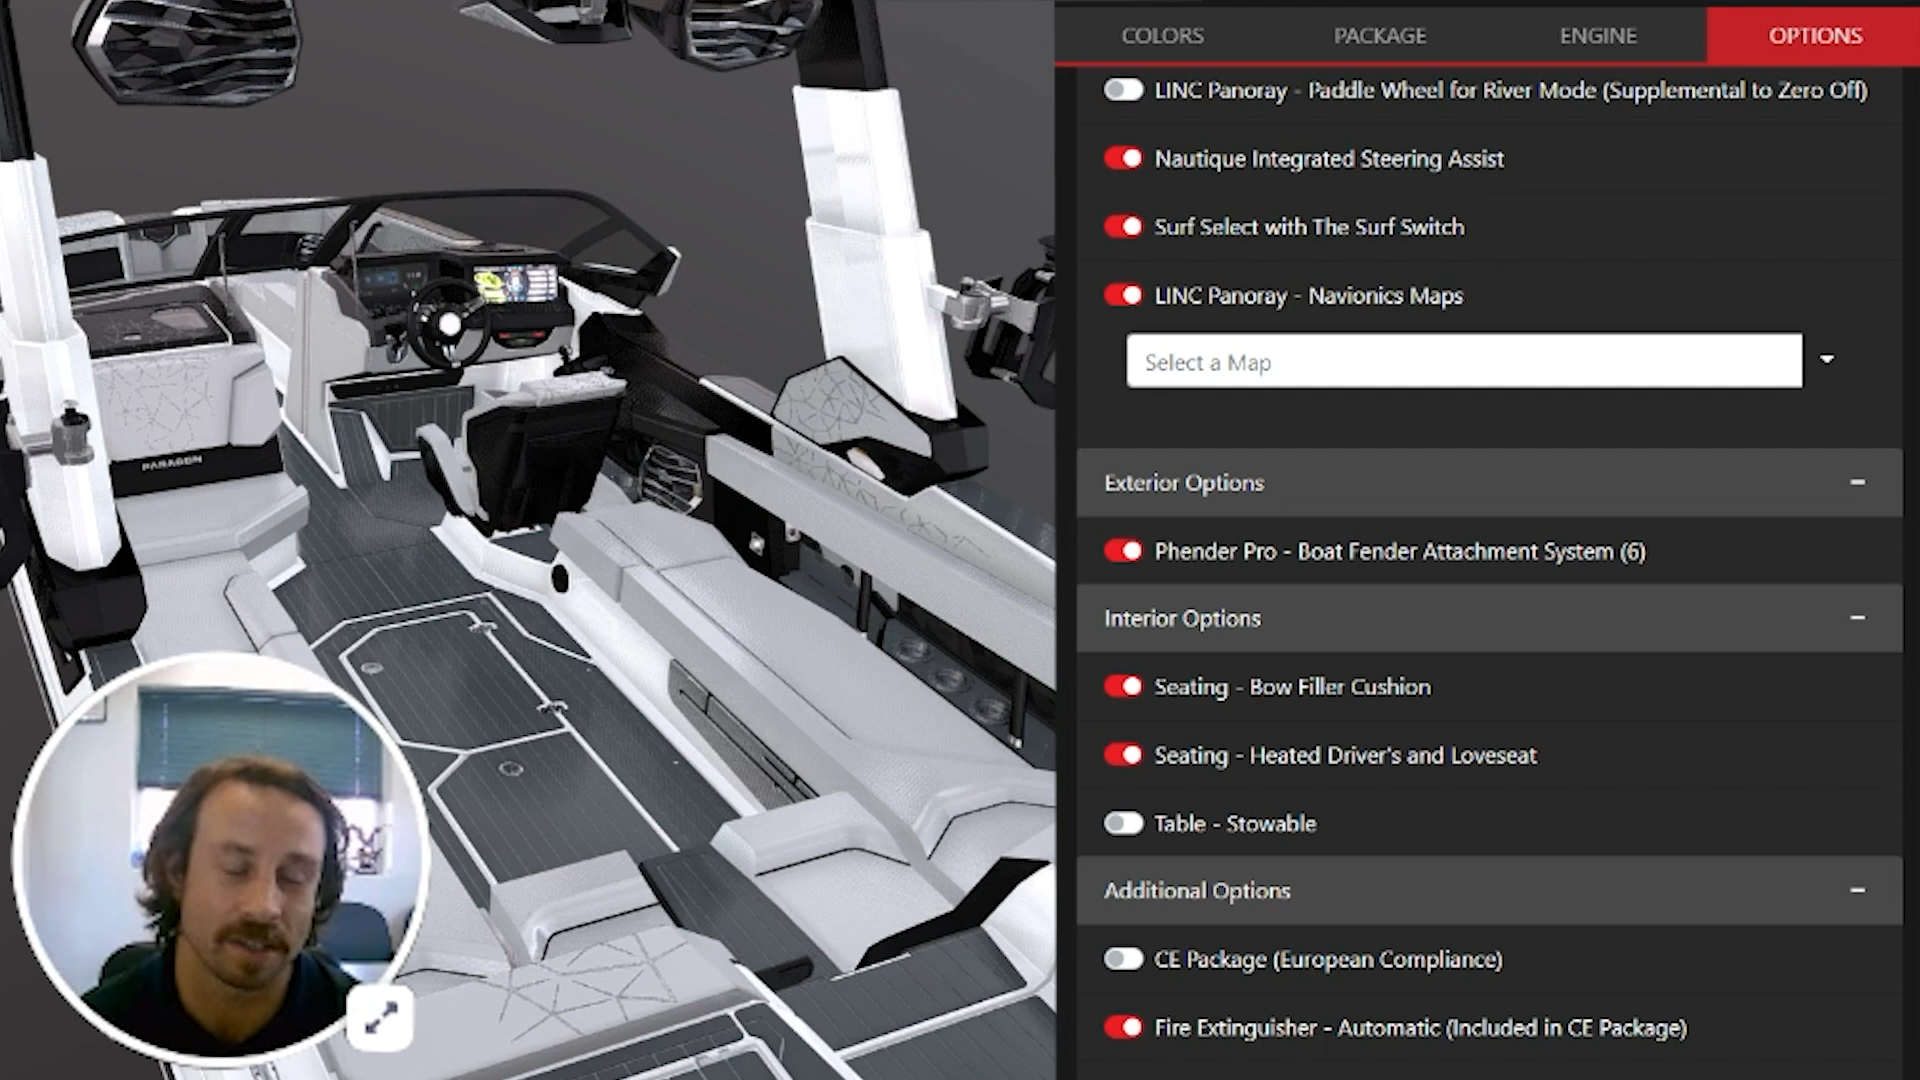 COLORS
PACKAGE
ENGINE
OPTIONS
LINC Panoray - Paddle Wheel for River Mode (Supplemental to Zero Off)
Nautique Integrated Steering Assist
Surf Select with The Surf Switch
LINC Panoray - Navionics Maps
Select a Map
Exterior Options
Phender Pro - Boat Fender Attachment System (6)
Interior Options
Seating - Bow Filler Cushion
Seating - Heated Driver's and Loveseat
Table - Stowable
Additional Options
CE Package (European Compliance)
Fire Extinguisher - Automatic (Included in CE Package)
PARAGON